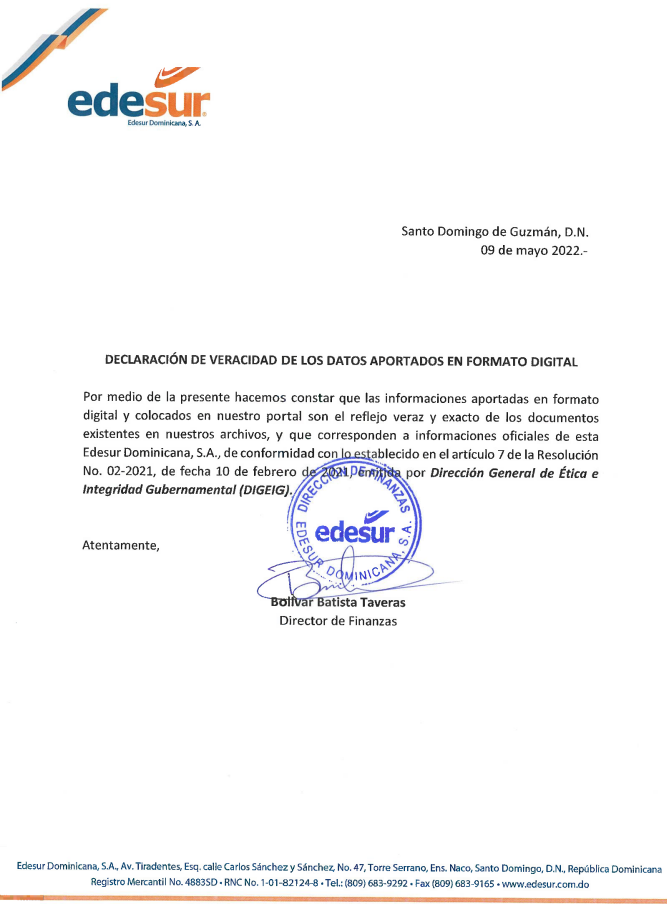 edesur
Edesur Dominicana, S. A.
Santo Domingo de Guzmán, D.N.
09 de mayo 2022.-
DECLARACIÓN DE VERACIDAD DE LOS DATOS APORTADOS EN FORMATO DIGITAL
Por medio de la presente hacemos constar que las informaciones aportadas en formato
digital y colocados en nuestro portal son el reflejo veraz y exacto de los documentos
existentes en nuestros archivos, y que corresponden a informaciones oficiales de esta
Edesur Dominicana, S.A., de conformidad con lo establecido en el artículo 7 de la Resolución
No. 02-2021, de fecha 10 de febrero de 2021, emitida por Dirección General de Ética e
Integridad Gubernamental (DIGEIG).
DIRECCIÓN DE FINANZAS
edesur
EDESUR DOMINICANA, S.A.
Atentamente,
Bolívar Batista Taveras
Director de Finanzas
Edesur Dominicana, S.A., Av. Tiradentes, Esq. calle Carlos Sánchez y Sánchez, No. 47, Torre Serrano, Ens. Naco, Santo Domingo, D.N., República Dominicana
Registro Mercantil No. 4883SD • RNC No. 1-01-82124-8 • Tel.: (809) 683-9292 • Fax (809) 683-9165 • www.edesur.com.do